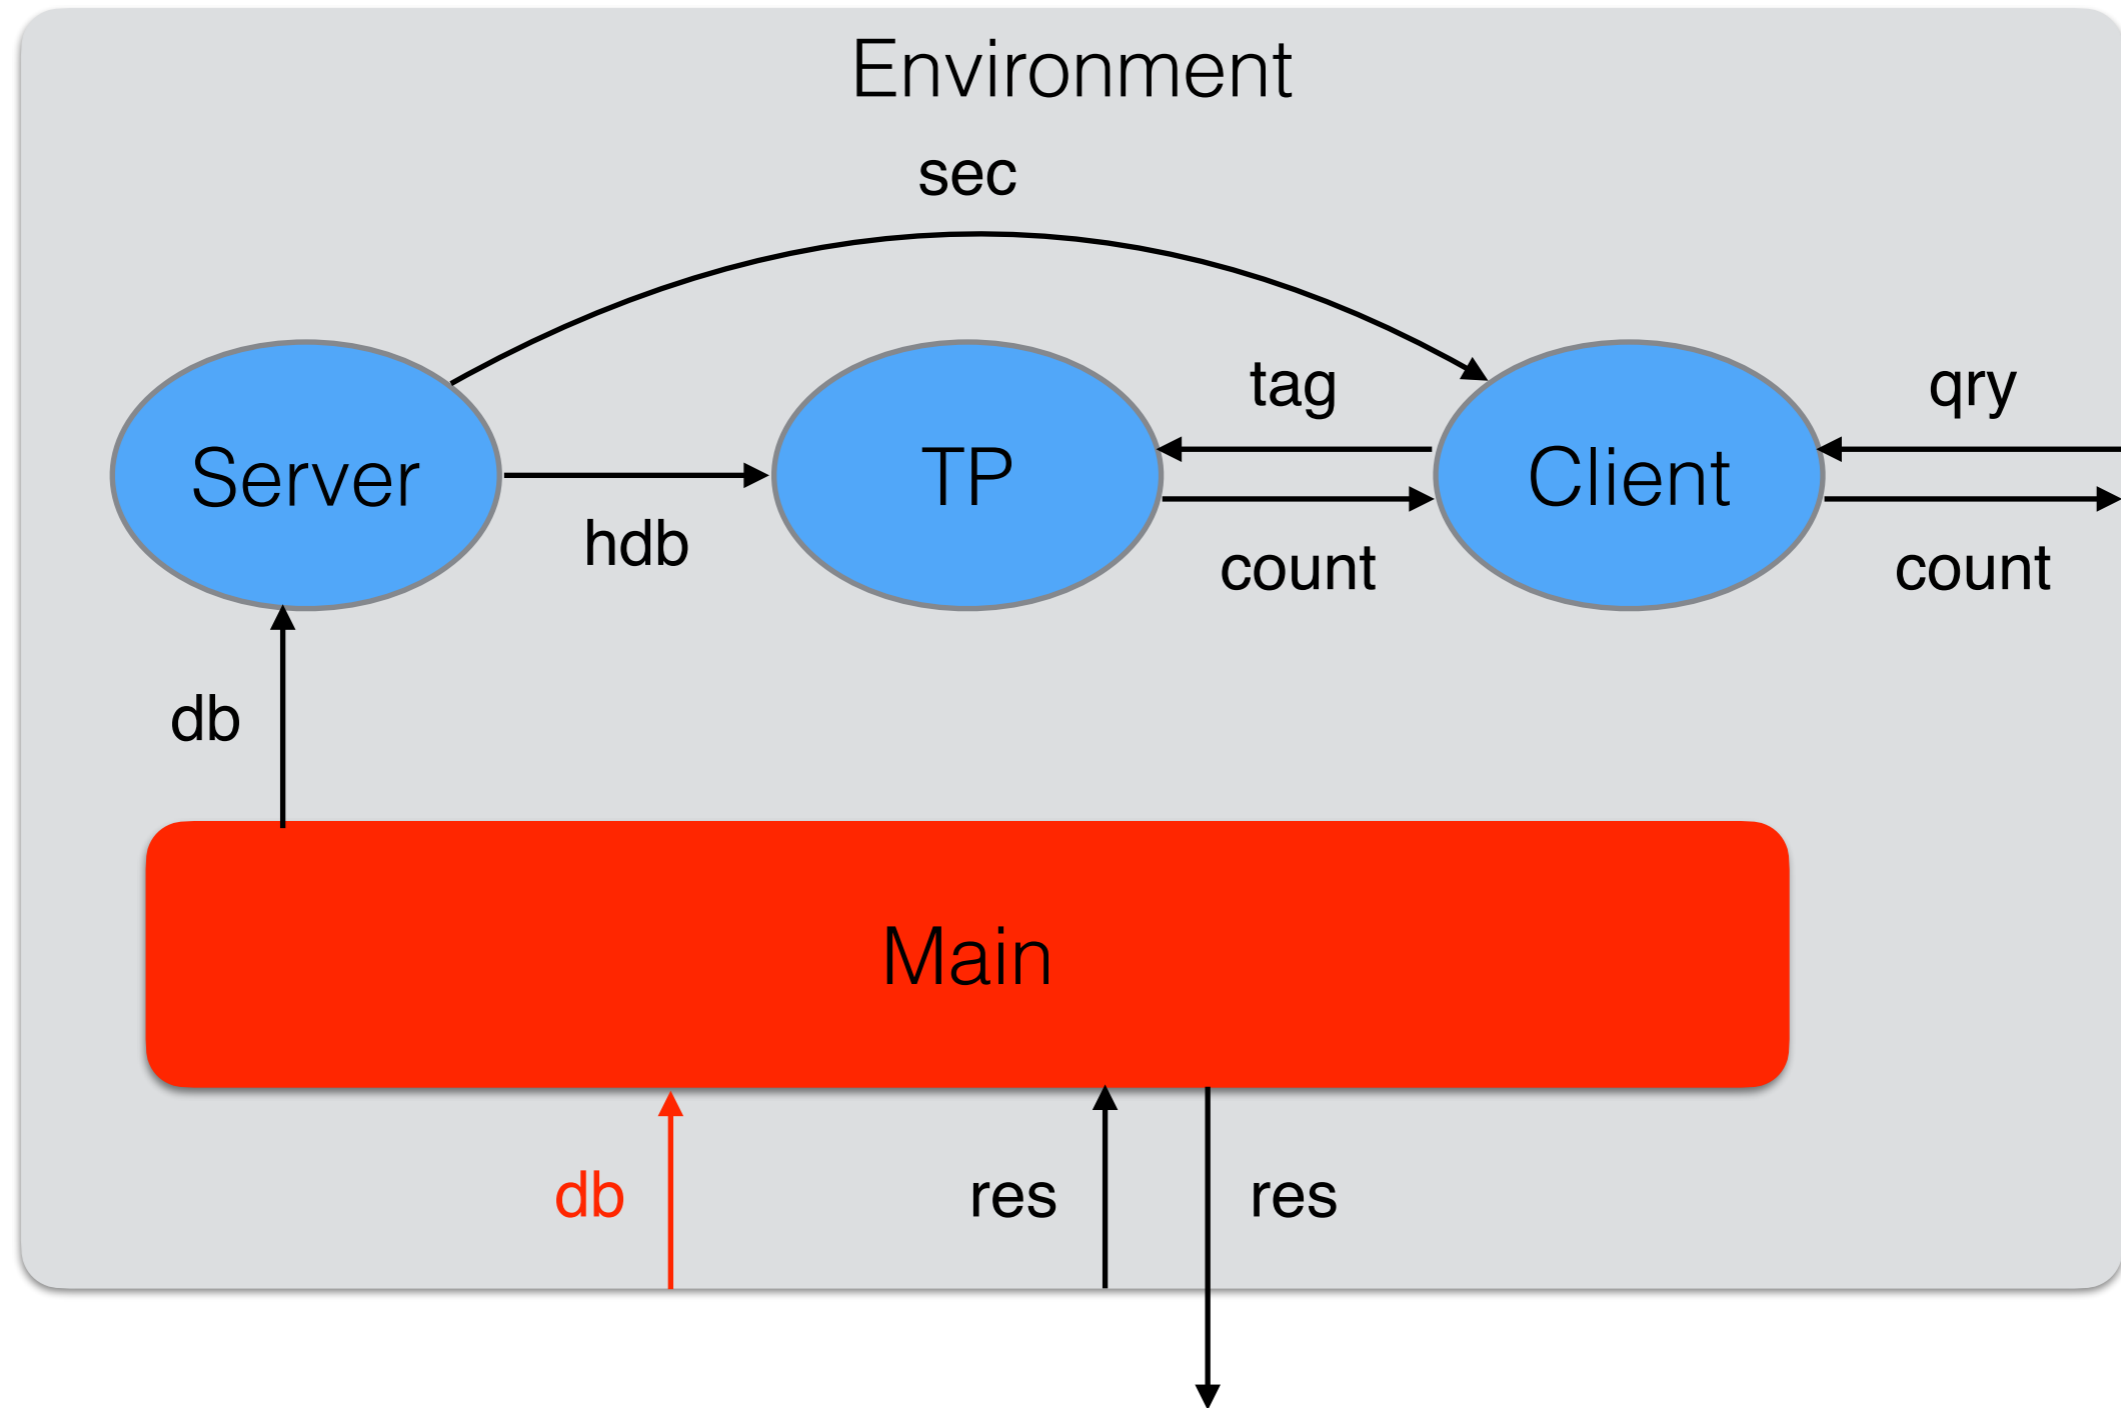 Environment
sec
tag
qry
Server
TP
Client
hdb
count
count
db
Main
db
res
res